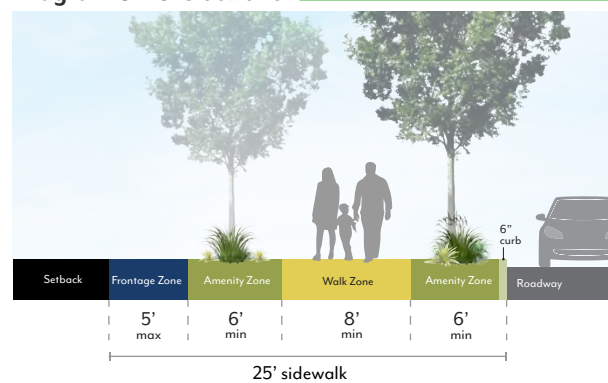 6”
curb
Setback
Frontage Zone
Amenity Zone
Walk Zone
Amenity Zone
Roadway
5’
max
6’
min
8’
min
6’
min
25’ sidewalk